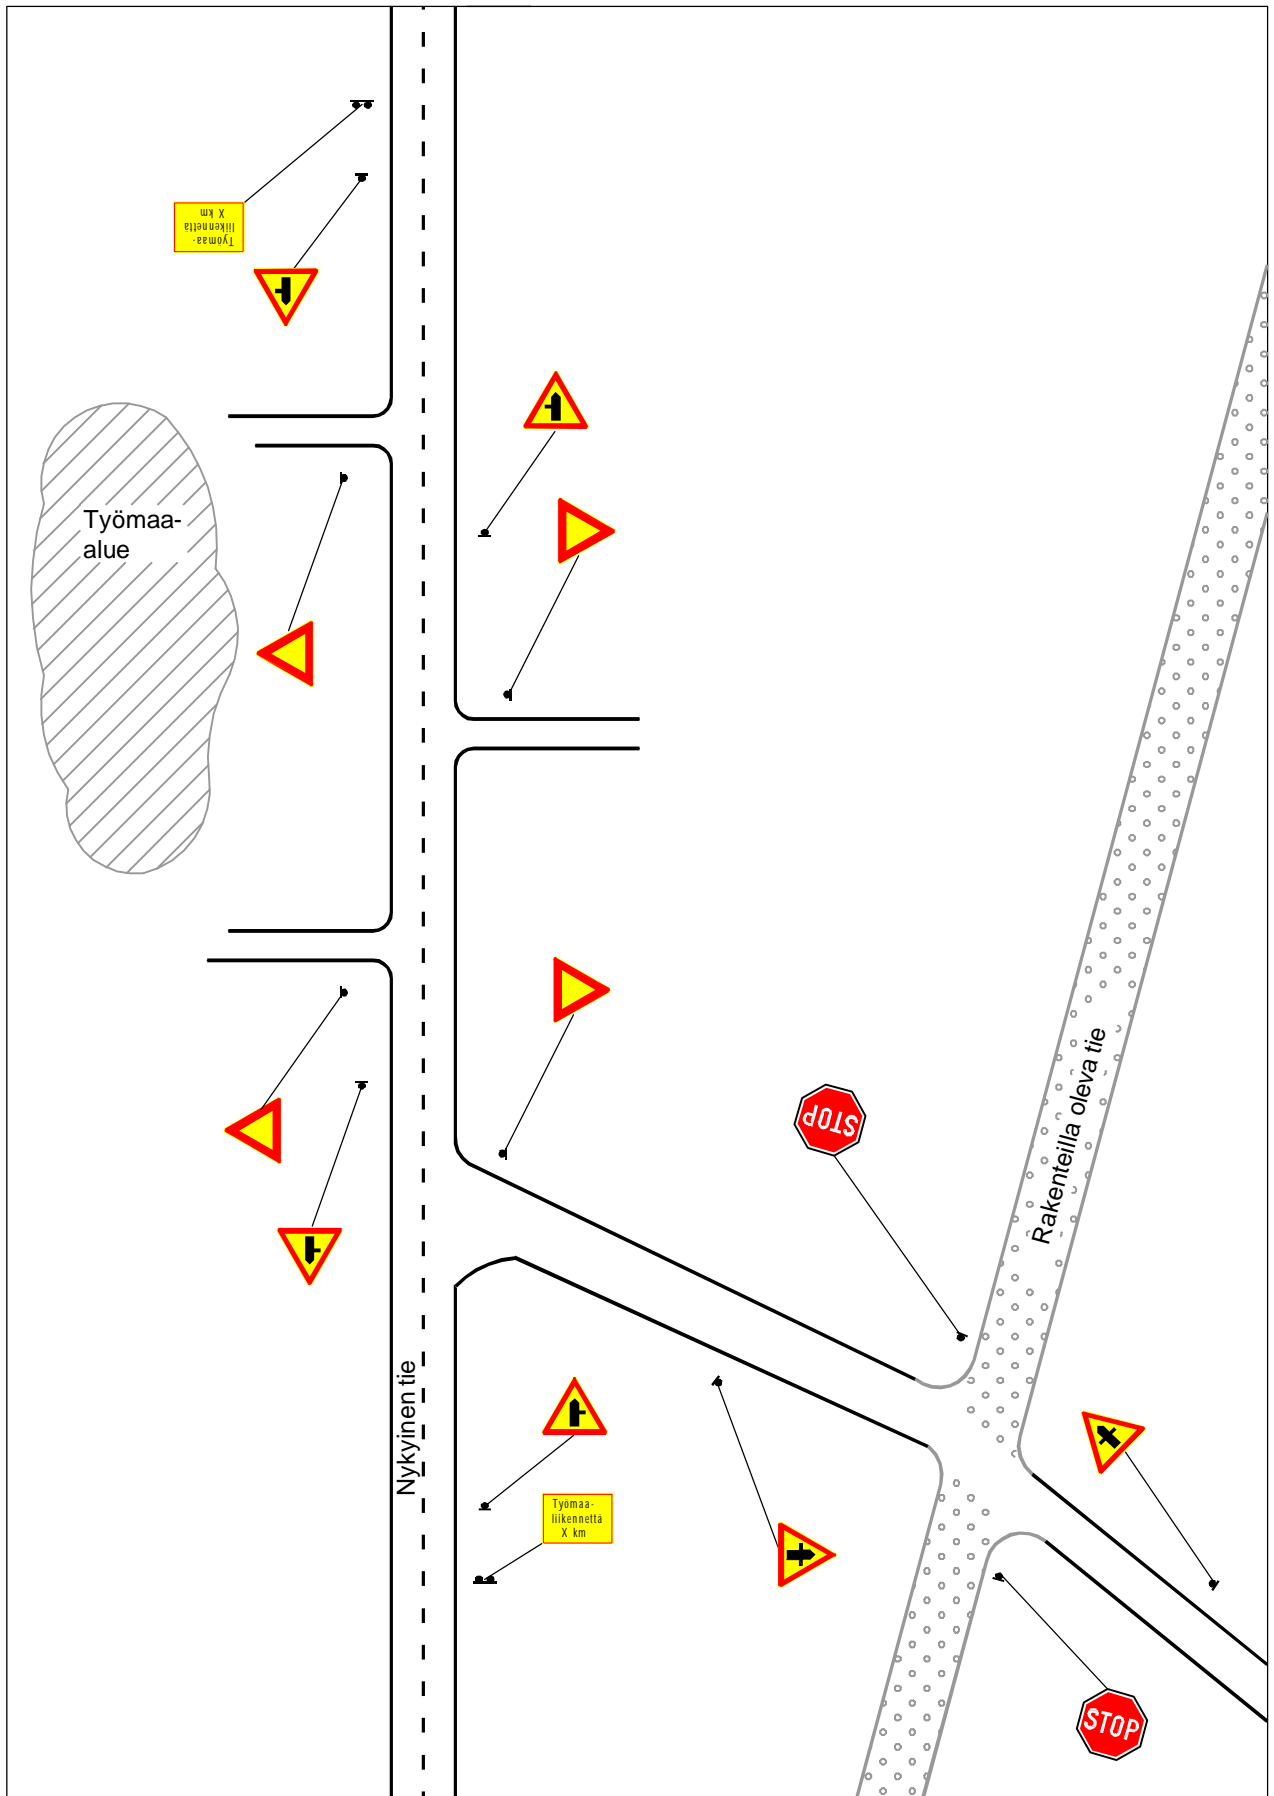 Työmaa-
liikennettä
X km
Työmaa-
alue
STOP
Rakenteilla oleva tie
Nykyinen tie
Työmaa-
liikennettä
X km
STOP